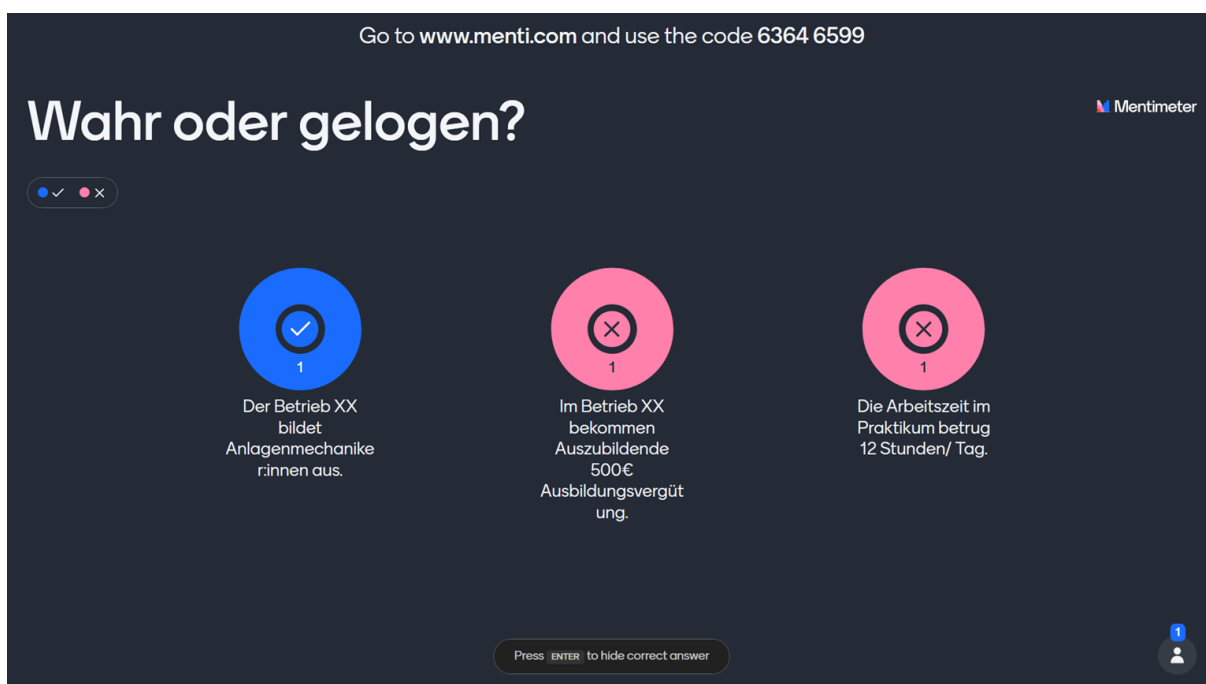 Go to www.menti.com and use the code 6364 6599
Wahr oder gelogen?
Mentimeter
1
Der Betrieb XX
bildet
Anlagenmechanike
r:innen aus.
1
Im Betrieb XX
bekommen
Auszubildende
500€
Ausbildungsvergüt
ung.
1
Die Arbeitszeit im
Praktikum betrug
12 Stunden/ Tag.
Press ENTER to hide correct answer
1